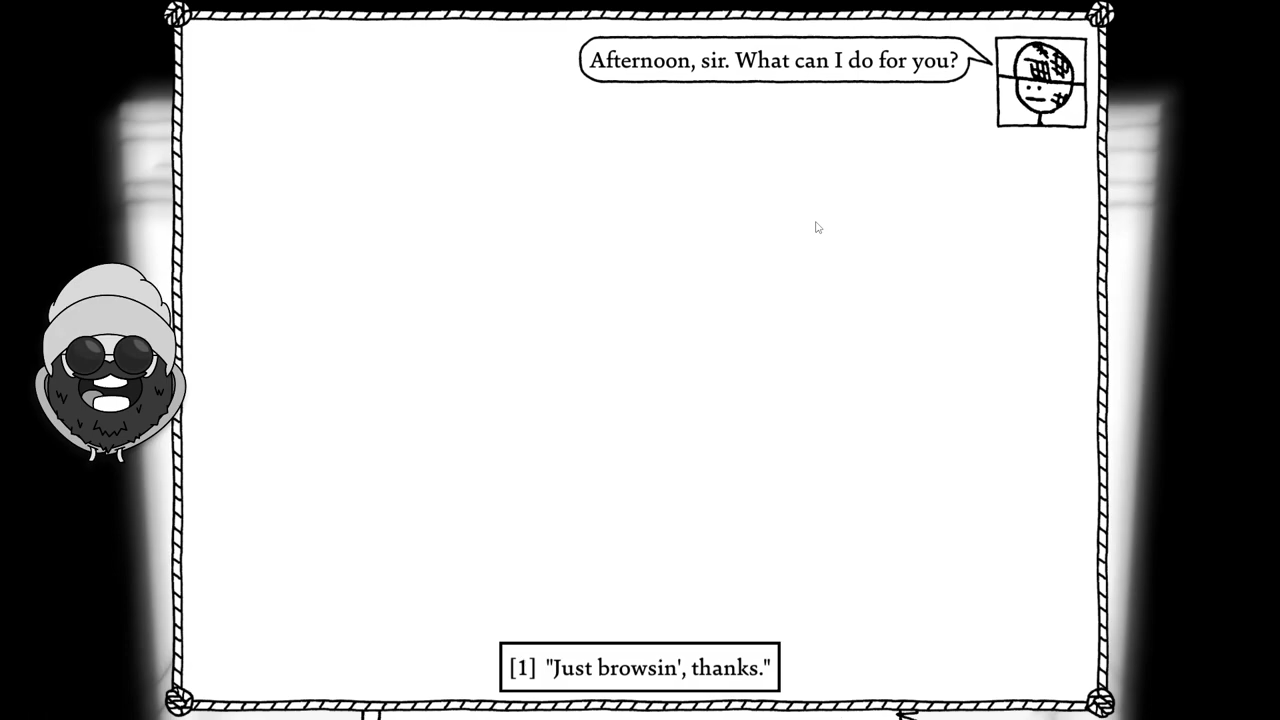 Afternoon, sir. What can I do for you?
[1] "Just browsin', thanks."